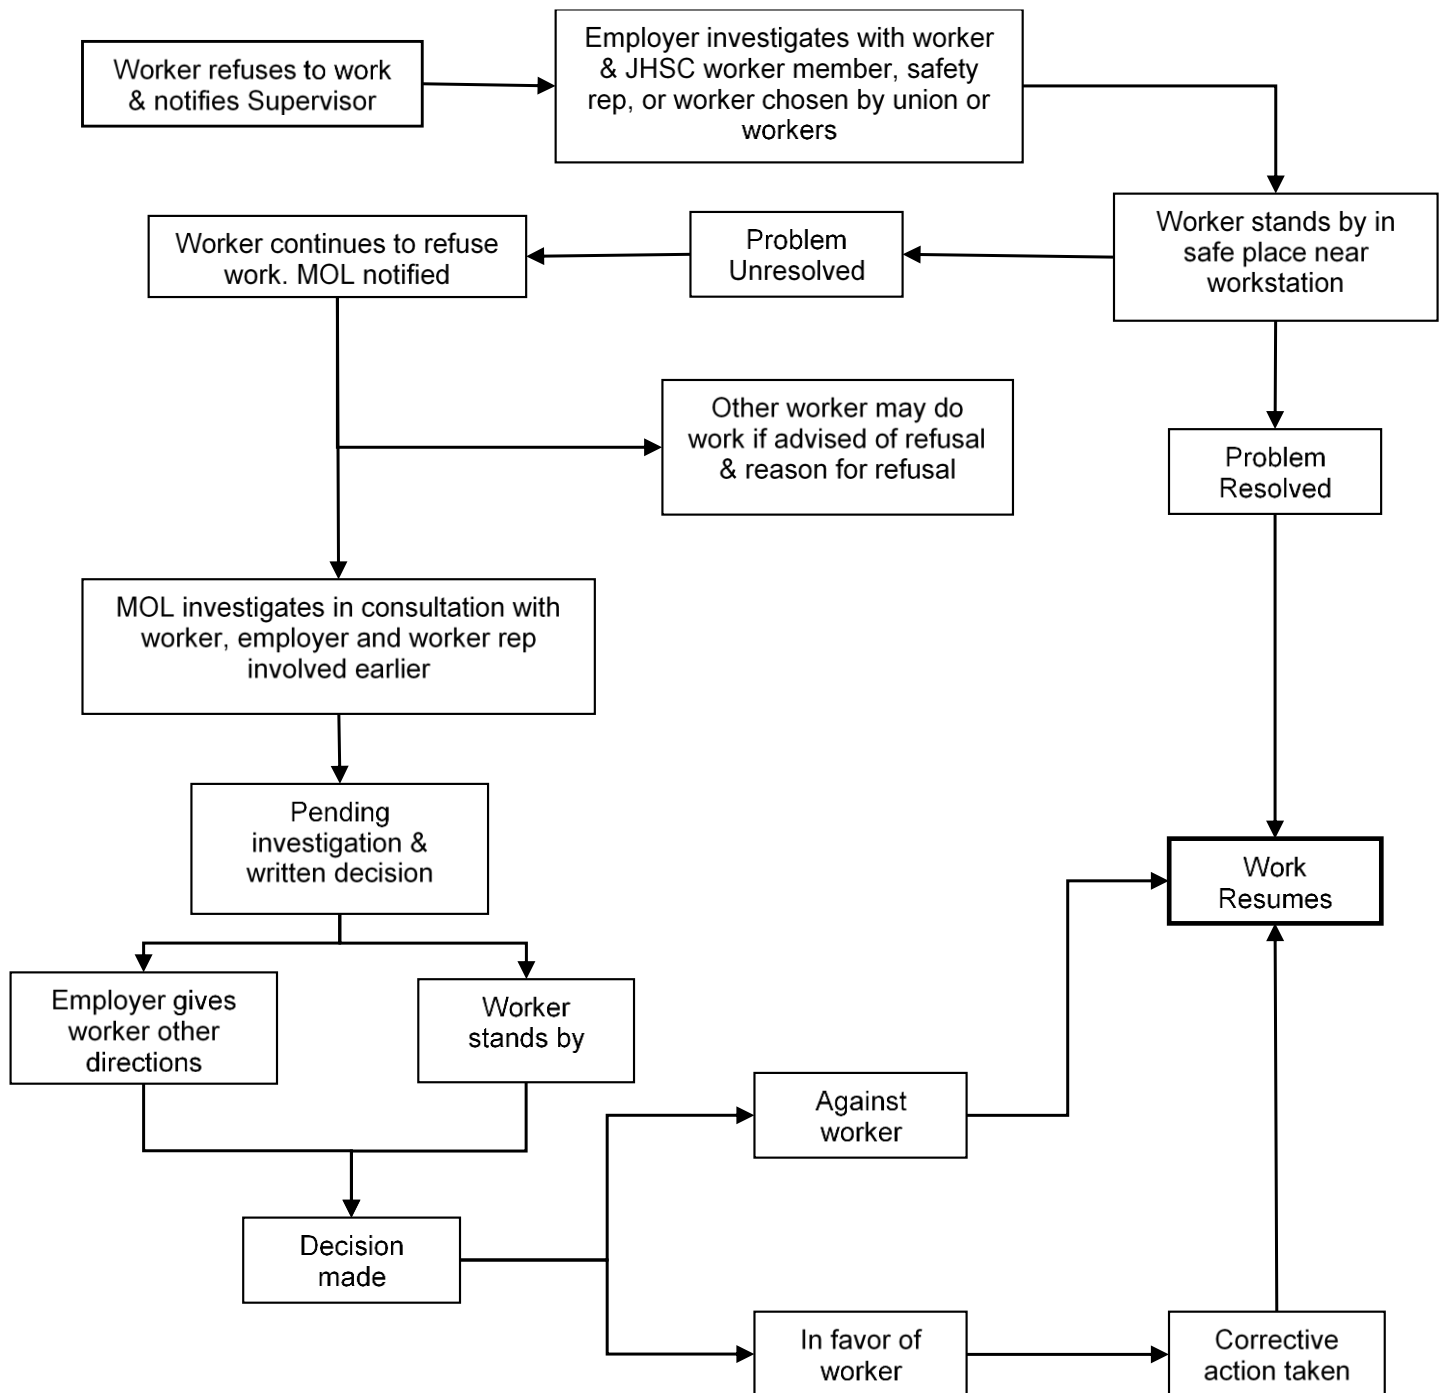 Worker refuses to work
& notifies Supervisor
Employer investigates with worker
& JHSC worker member, safety
rep, or worker chosen by union or
workers
Worker stands by in
safe place near
workstation
Problem
Unresolved
Worker continues to refuse
work. MOL notified
Other worker may do
work if advised of refusal
& reason for refusal
Problem
Resolved
MOL investigates in consultation with
worker, employer and worker rep
involved earlier
Pending
investigation &
written decision
Work
Resumes
Employer gives
worker other
directions
Worker
stands by
Against
worker
Decision
made
In favor of
worker
Corrective
action taken